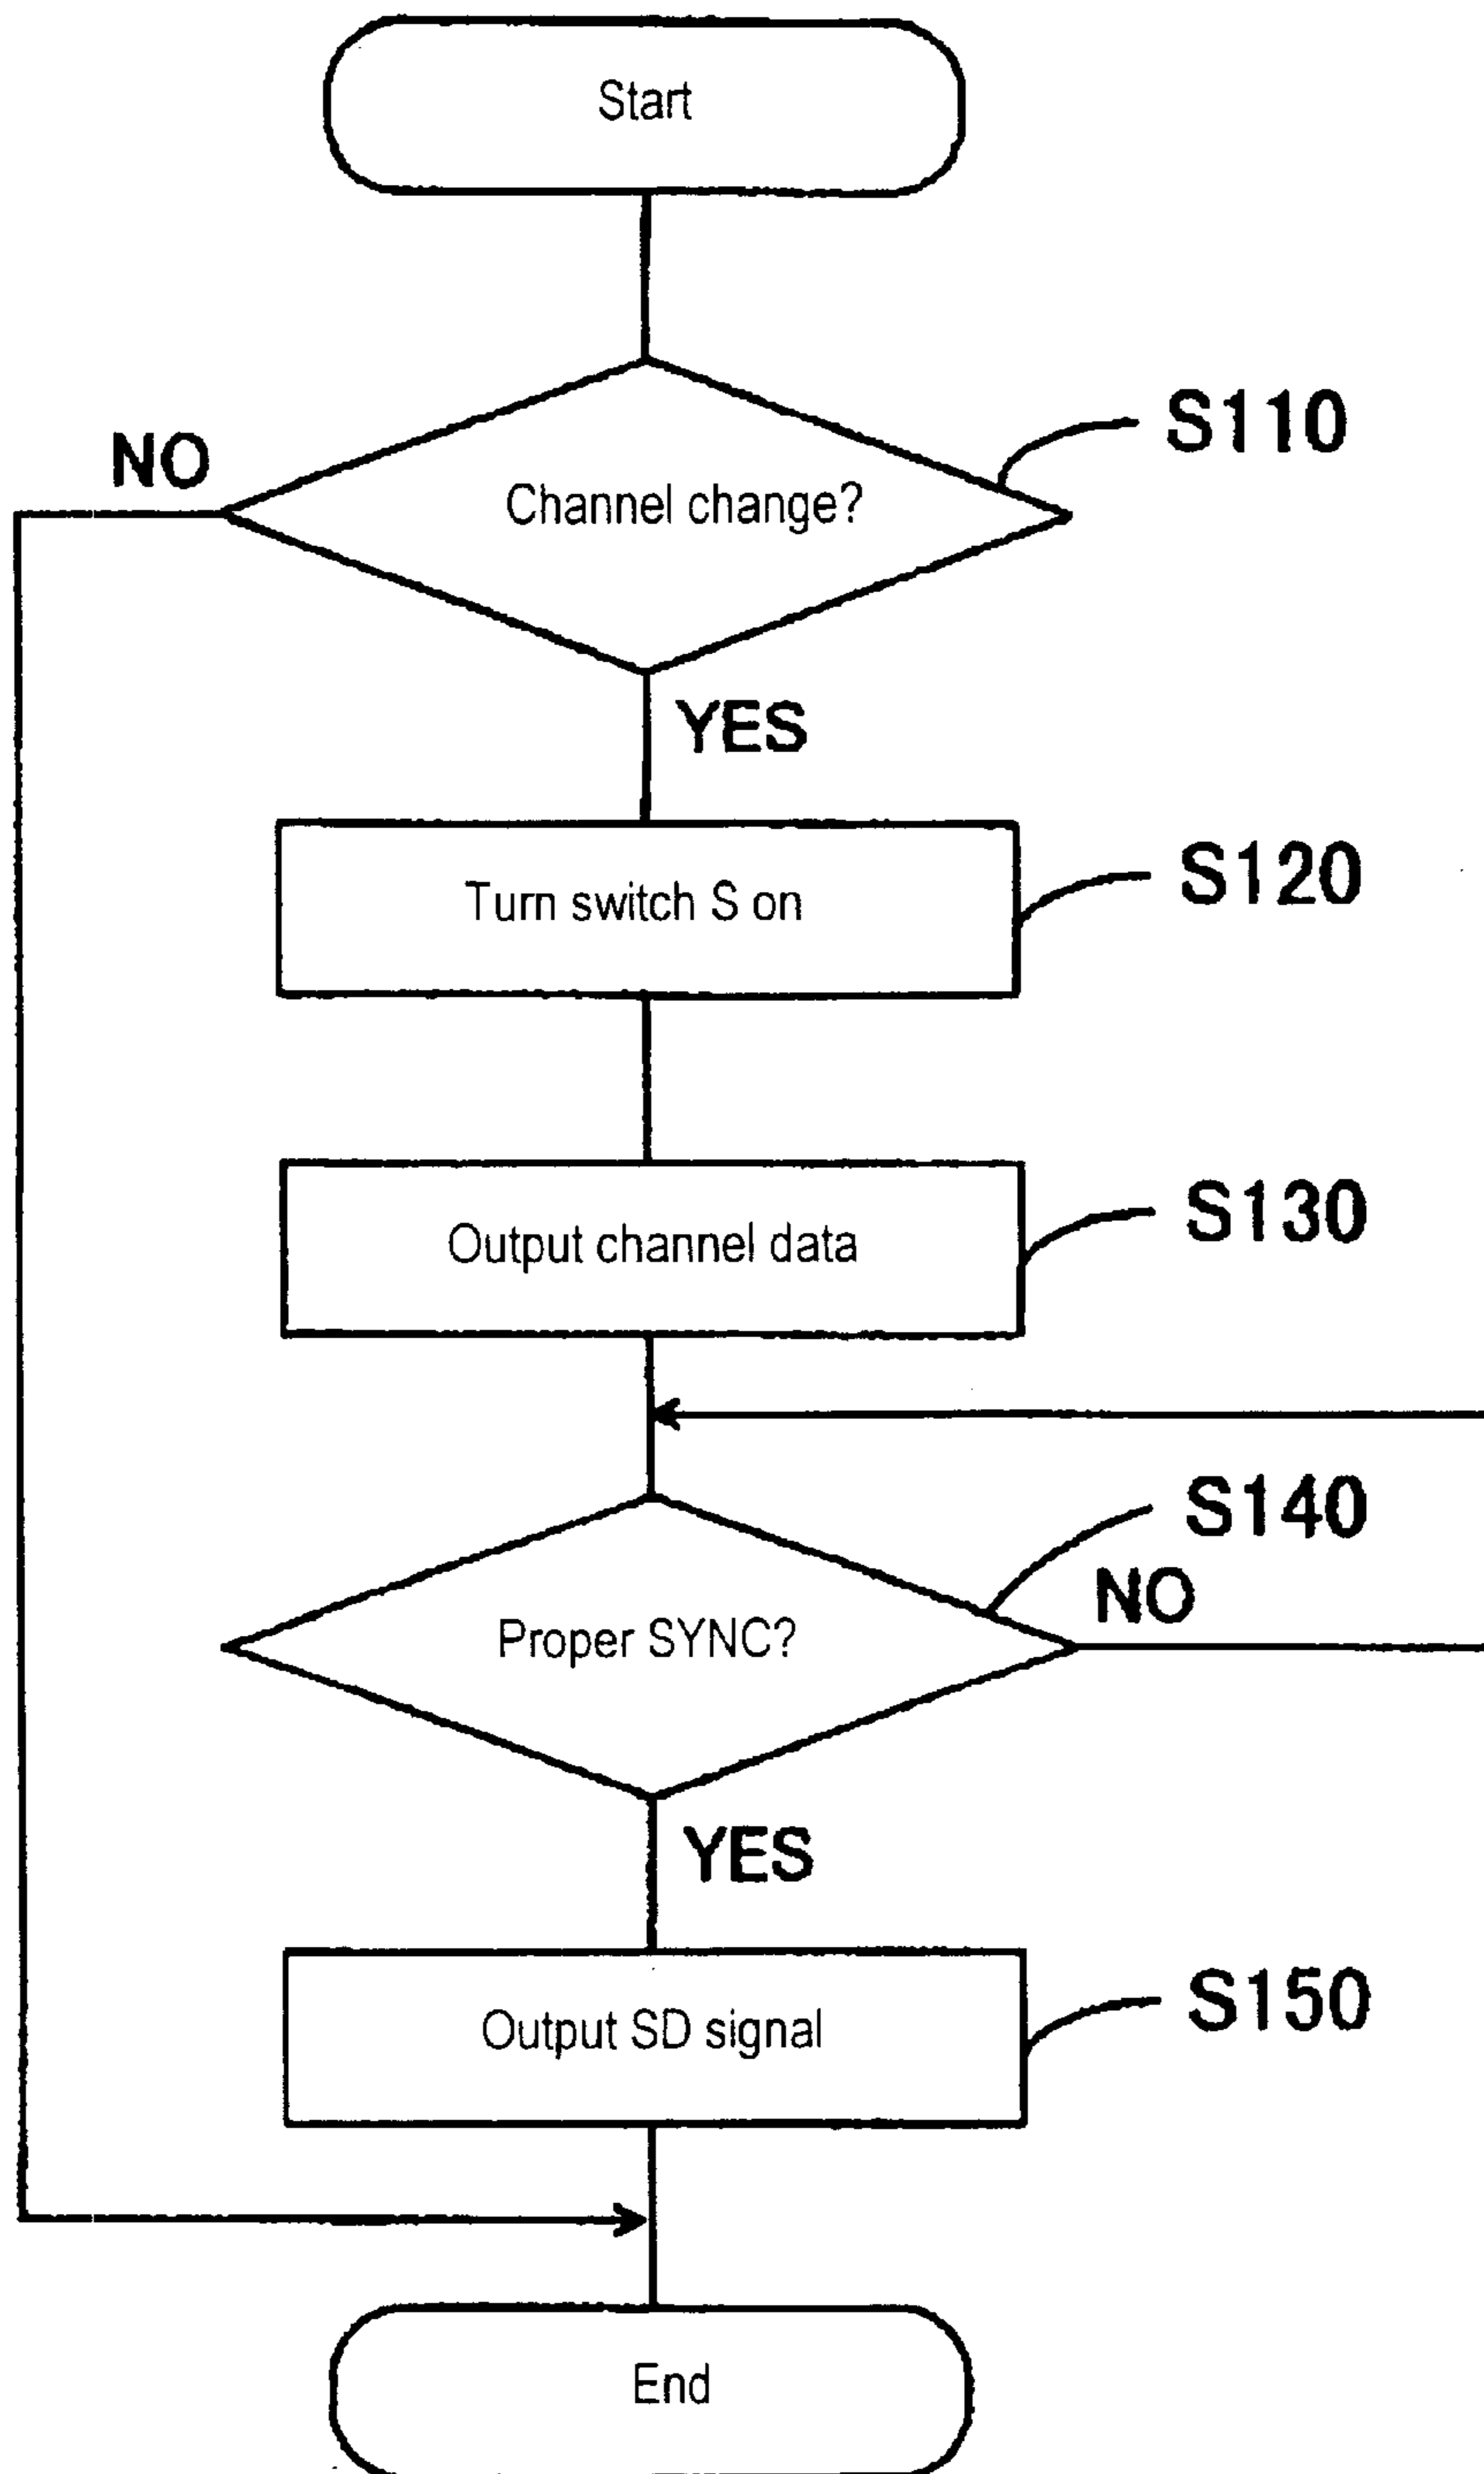 Start
S110
NO
Channel change?
YES
S120
Turn switch S on
S130
Output channel data
S140
NO
Proper SYNC?
YES
S150
Output SD signal
End